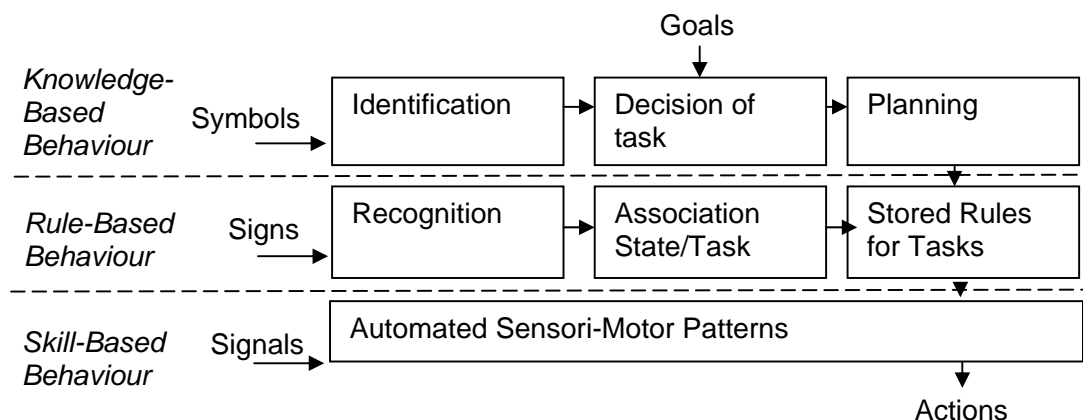 Goals
Knowledge-
Based
Behaviour
Symbols
Identification
Decision of
task
Planning
Rule-Based
Behaviour
Signs
Recognition
Association
State/Task
Stored Rules
for Tasks
Skill-Based
Behaviour
Signals
Automated Sensori-Motor Patterns
Actions